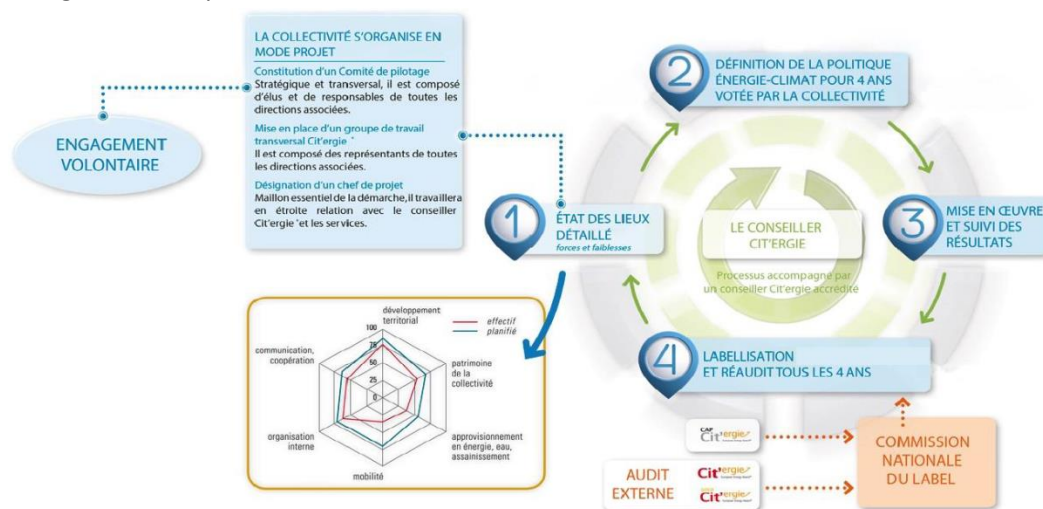 ENGAGEMENT
VOLONTAIRE
LA COLLECTIVITÉ S'ORGANISE EN
MODE PROJET
Constitution d'un Comité de pilotage
Stratégique et transversal, il est composé
d'élus et de responsables de toutes les
directions associées.
Mise en place d'un groupe de travail
transversal Cit'ergie
Il est composé des représentants de toutes
les directions associées.
Désignation d'un chef de projet
Maillon essentiel de la démarche, il travaillera
en étroite relation avec le conseiller
Cit'ergie et les services.
1
ÉTAT DES LIEUX
DÉTAILLÉ
forces et faiblesses
2
DÉFINITION DE LA POLITIQUE
ÉNERGIE-CLIMAT POUR 4 ANS
VOTÉE PAR LA COLLECTIVITÉ
3
MISE EN ŒUVRE
ET SUIVI DES
RÉSULTATS
LE CONSEILLER
CIT'ERGIE
Processus accompagné par
un conseiller Cit'ergie accrédité
4
LABELLISATION
ET RÉAUDIT TOUS LES 4 ANS
développement
territorial
effectif
planifié
100
75
50
25
0
communication,
coopération
patrimoine
de la
collectivité
organisation
interne
approvisionnement
en énergie, eau,
assainissement
mobilité
CAP
Cit'ergie
AUDIT
EXTERNE
Cit'ergie
Cit'ergie
COMMISSION
NATIONALE
DU LABEL